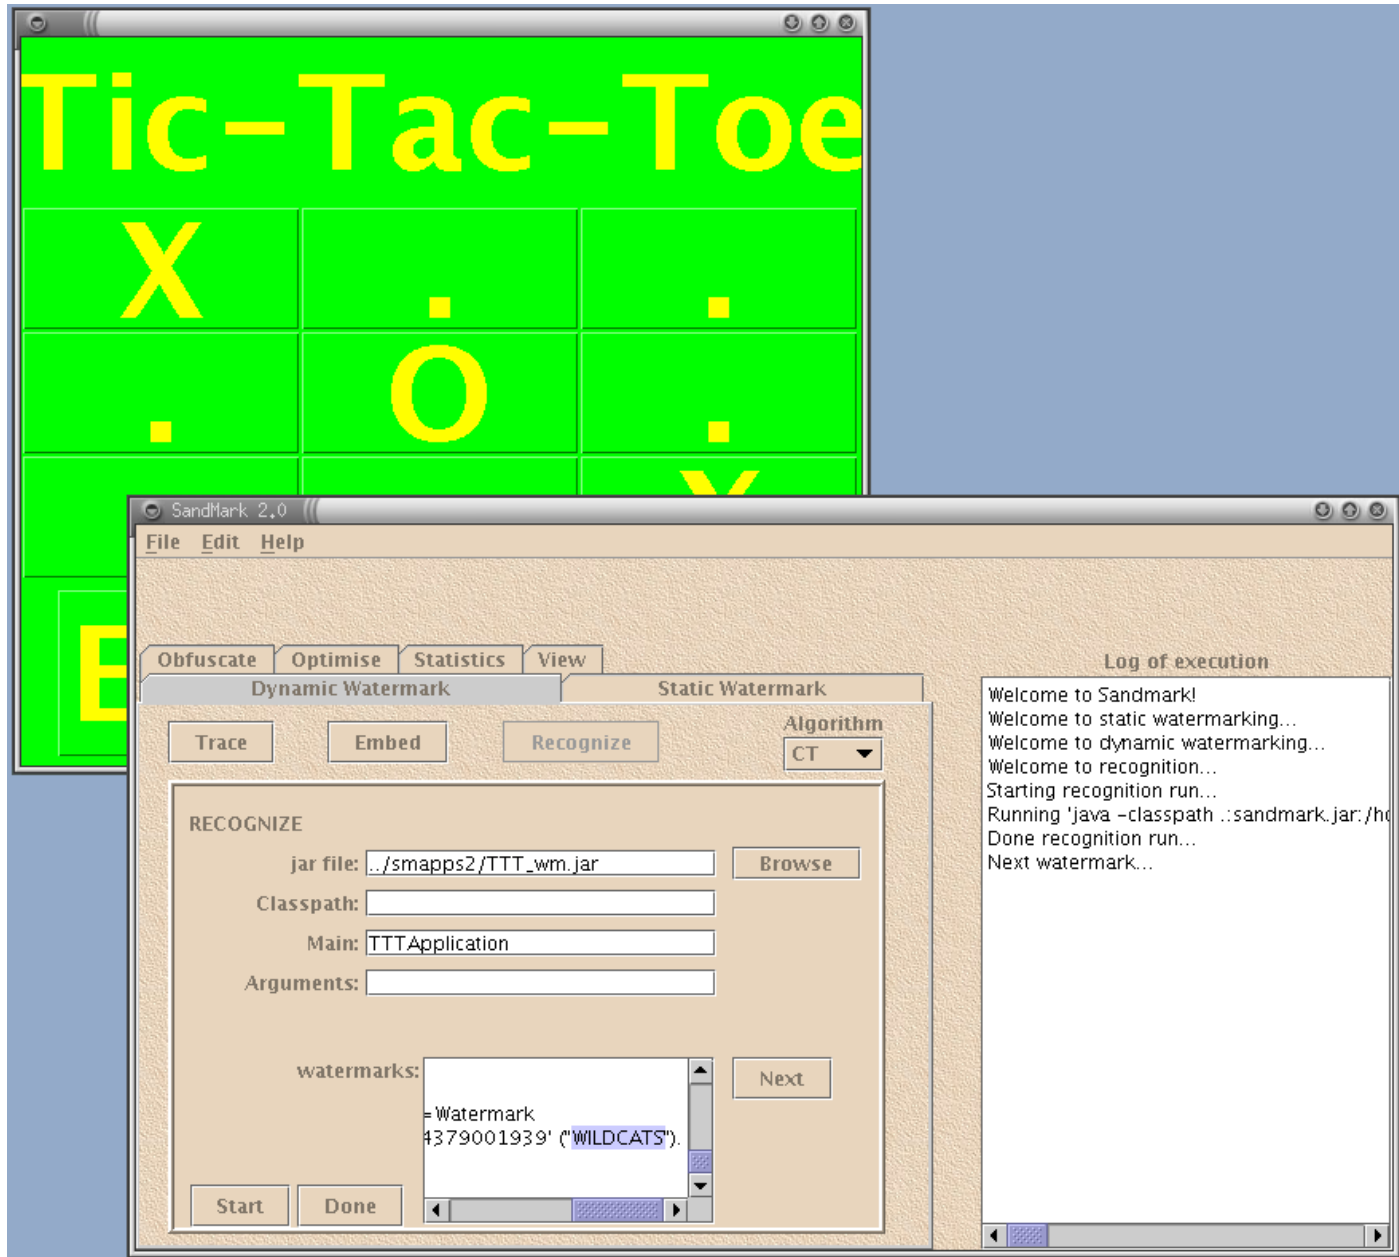 Tic-Tac-Toe
X . .
. O .
X
SandMark 2.0
File Edit Help
Obfuscate Optimise Statistics View
Dynamic Watermark Static Watermark
Trace Embed Recognize Algorithm
CT
RECOGNIZE
jar file: ../smapps2/TTT_wm.jar Browse
Classpath:
Main: TTTApplication
Arguments:
watermarks: Next
=Watermark
4379001939' ("WILDCATS").
Start Done
Log of execution
Welcome to Sandmark!
Welcome to static watermarking...
Welcome to dynamic watermarking...
Welcome to recognition...
Starting recognition run...
Running 'java -classpath .:sandmark.jar:/h
Done recognition run...
Next watermark...